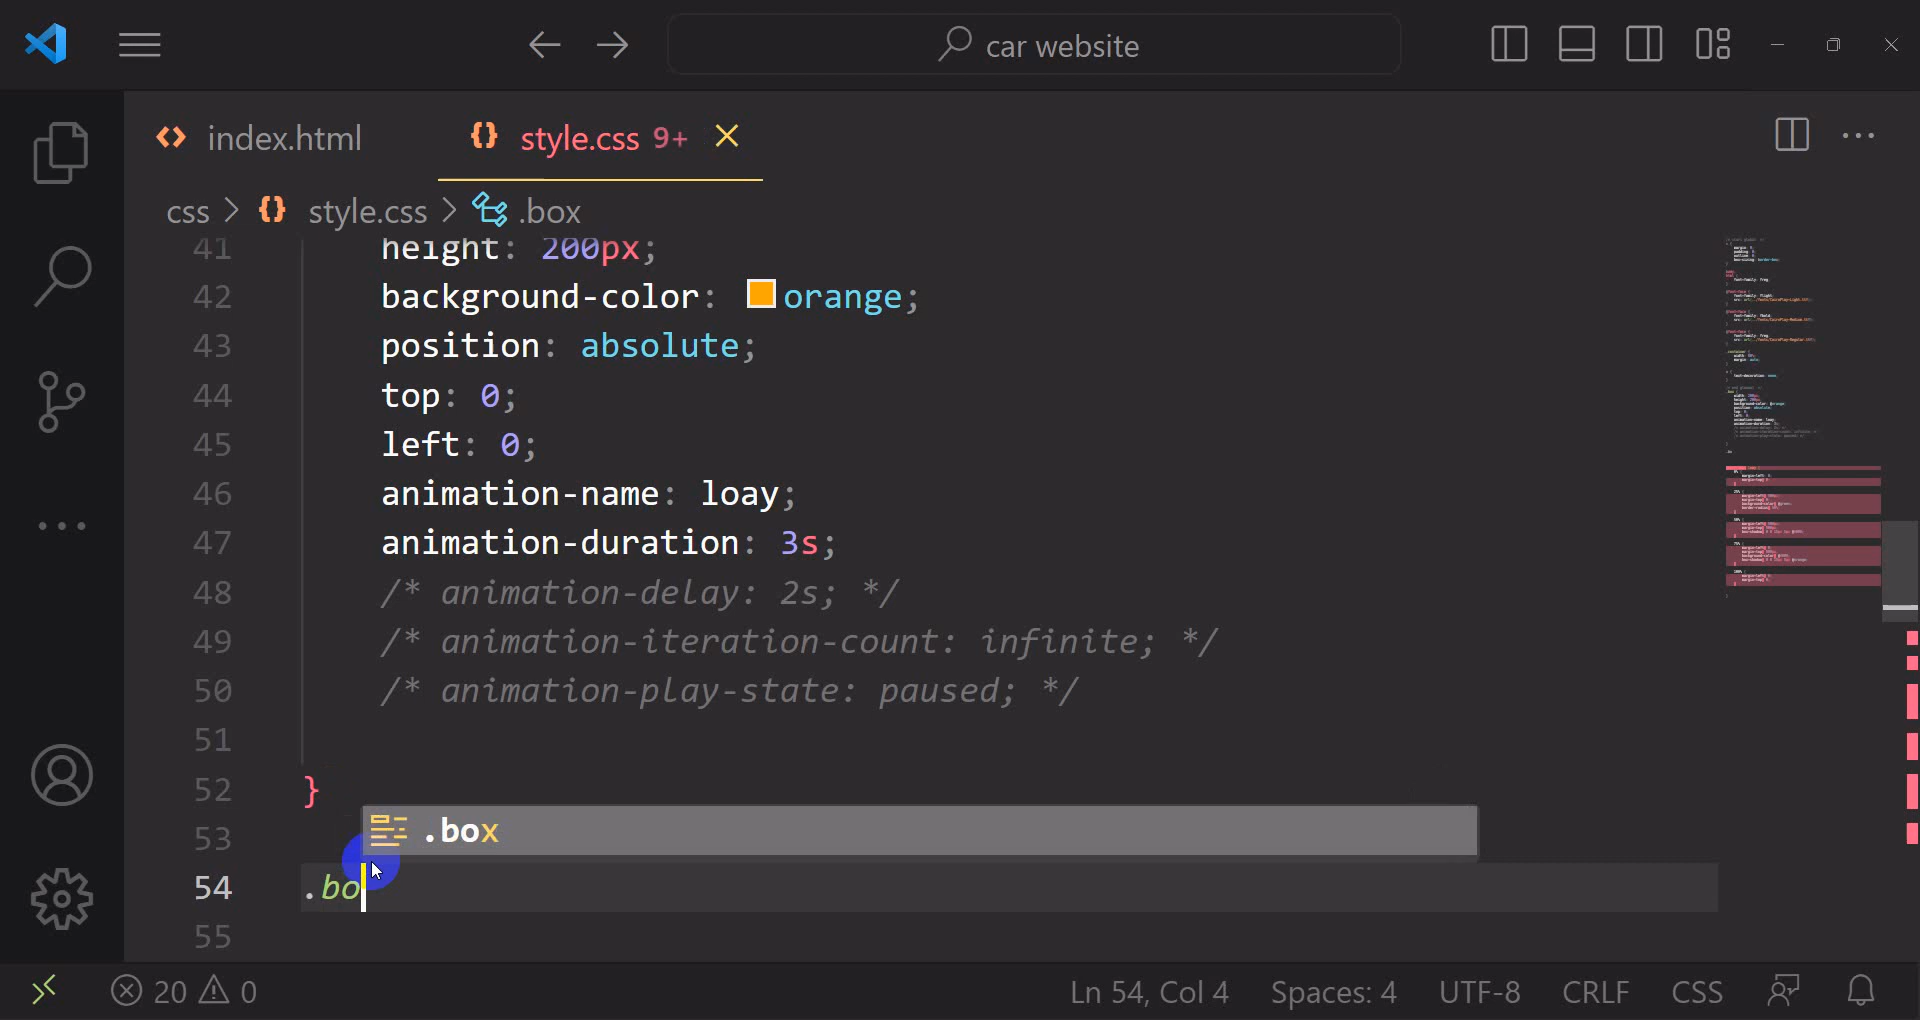 car website
index.html
style.css 9+
css > style.css > .box
41 height: 200px;
42 background-color: orange;
43 position: absolute;
44 top: 0;
45 left: 0;
46 animation-name: loay;
47 animation-duration: 3s;
48 /* animation-delay: 2s; */
49 /* animation-iteration-count: infinite; */
50 /* animation-play-state: paused; */
51
52 }
53
.box
54 .bo
55
20 0
Ln 54, Col 4 Spaces: 4 UTF-8 CRLF CSS